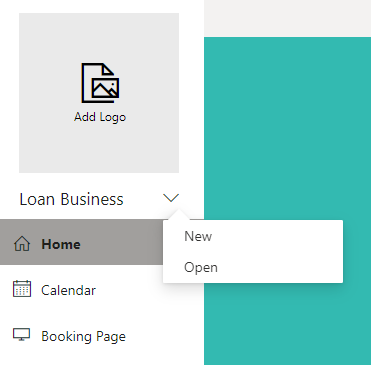 Add Logo
Loan Business
Home
New
Open
Calendar
Booking Page